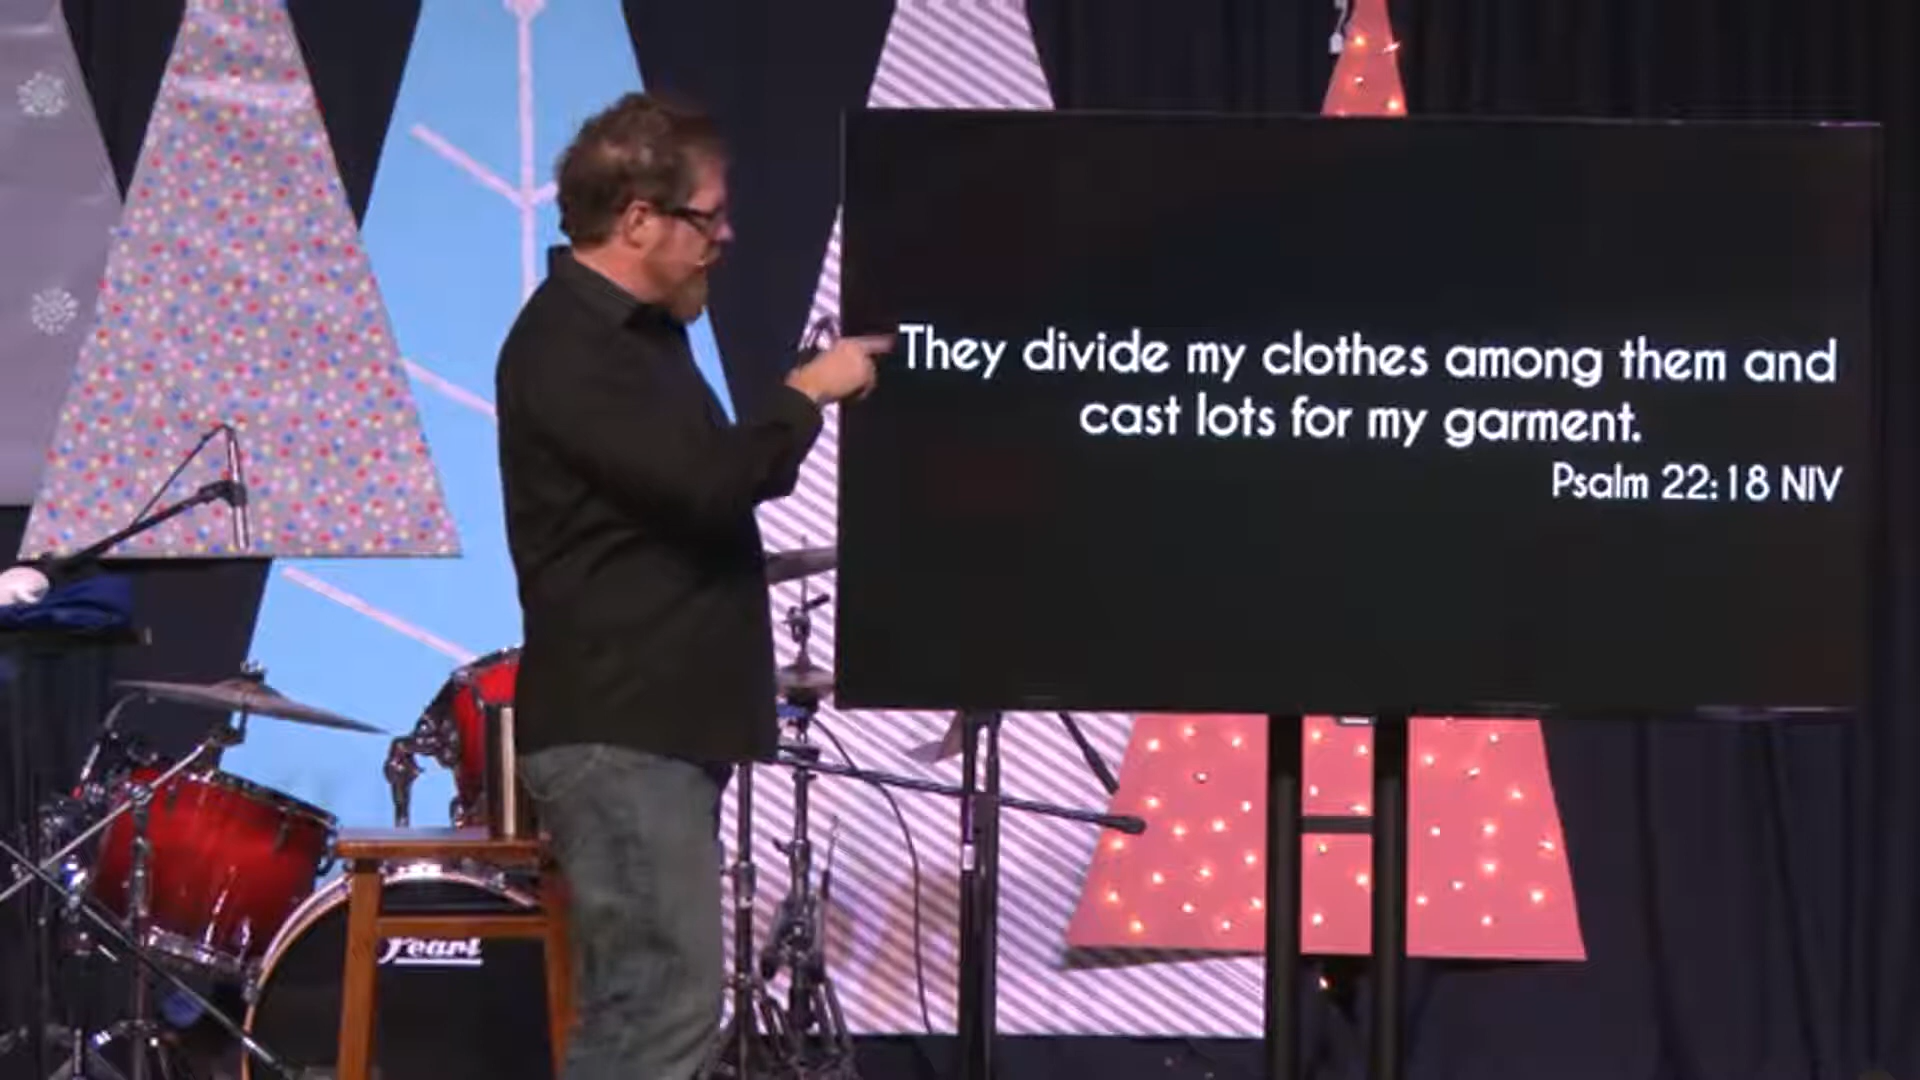 They divide my clothes among them and
cast lots for my garment.
Psalm 22:18 NIV
Pearl